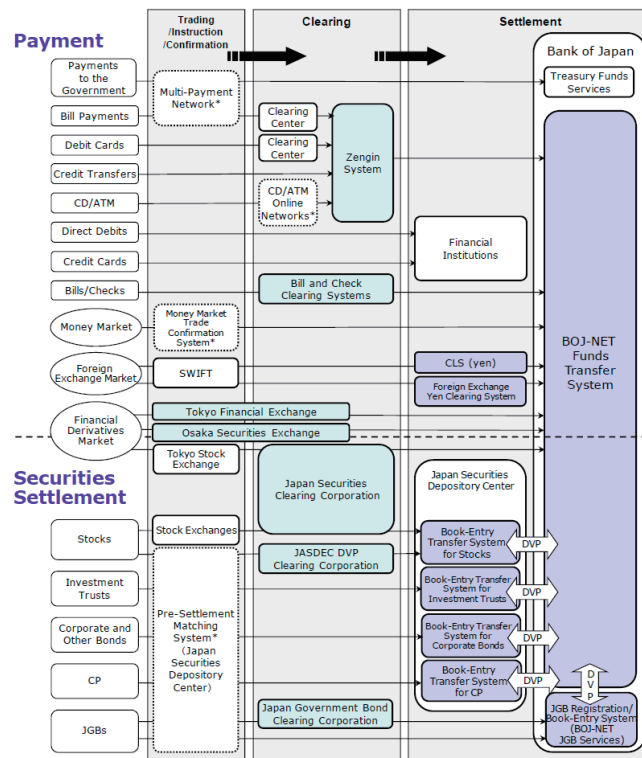 Trading
/Instruction
/Confirmation
Clearing
Settlement
Payment
Bank of Japan
Payments
to the
Government
Multi-Payment
Network*
Treasury Funds
Services
Bill Payments
Clearing
Center
Debit Cards
Clearing
Center
Zengin
System
Credit Transfers
CD/ATM
CD/ATM
Online
Networks*
Direct Debits
Financial
Institutions
Credit Cards
Bills/Checks
Bill and Check
Clearing Systems
Money Market
Money Market
Trade
Confirmation
System*
BOJ-NET
Funds
Transfer
System
Foreign
Exchange Market
SWIFT
CLS (yen)
Foreign Exchange
Yen Clearing System
Financial
Derivatives
Market
Tokyo Financial Exchange
Osaka Securities Exchange
Tokyo Stock
Exchange
Securities
Settlement
Japan Securities
Clearing Corporation
Japan Securities
Depository Center
Stocks
Stock Exchanges
JASDEC DVP
Clearing Corporation
Book-Entry
Transfer System
for Stocks
DVP
Investment
Trusts
Pre-Settlement
Matching
System*
(Japan
Securities
Depository
Center)
Book-Entry Transfer
System for
Investment Trusts
DVP
Corporate and
Other Bonds
Book-Entry Transfer
System for
Corporate Bonds
DVP
CP
Book-Entry
Transfer System
for CP
DVP
DVP
JGBs
Japan Government Bond
Clearing Corporation
JGB Registration/
Book-Entry System
(BOJ-NET
JGB Services)